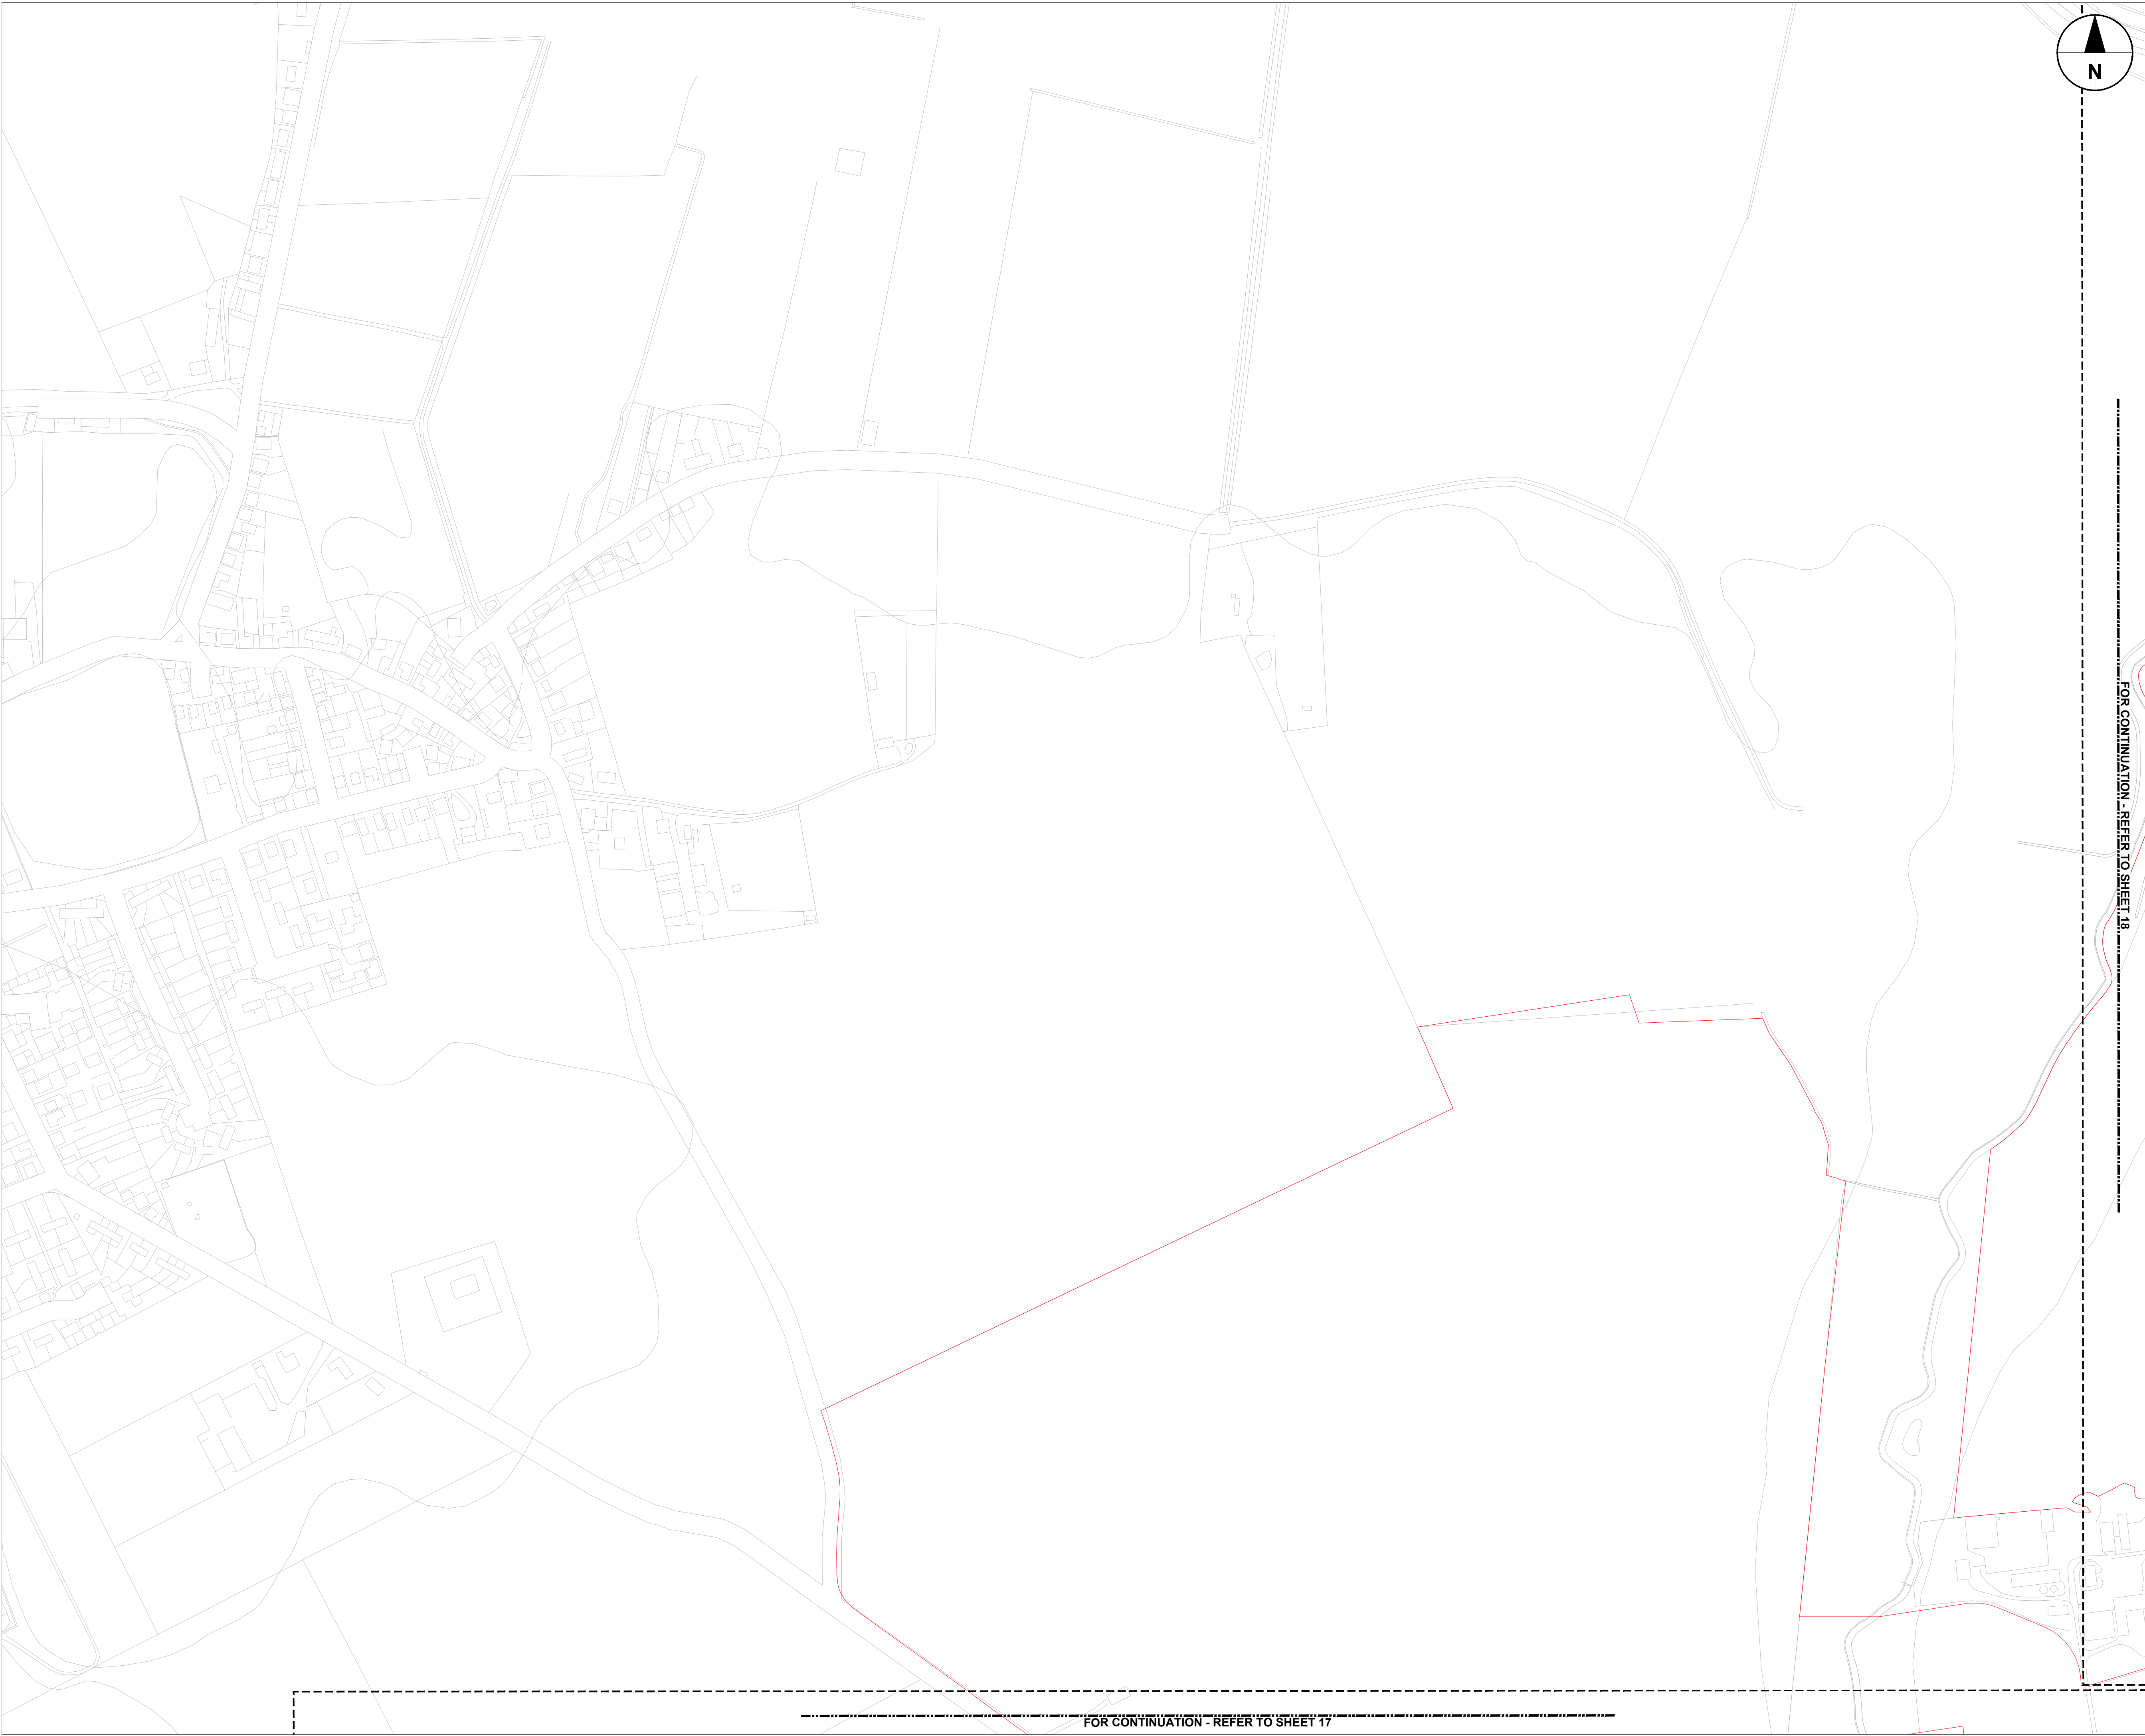 N
FOR CONTINUATION - REFER TO SHEET 18
FOR CONTINUATION - REFER TO SHEET 17